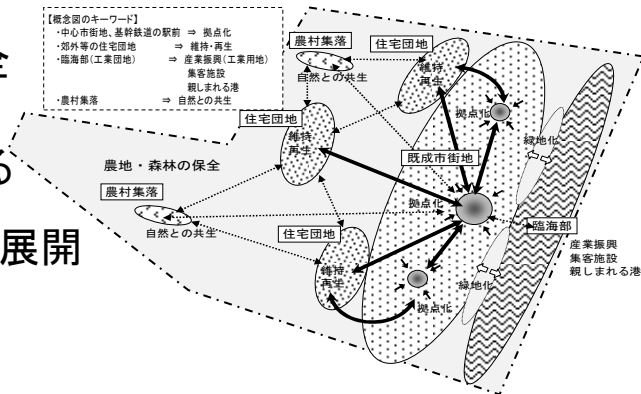 【概念図のキーワード】
・中心市街地、基幹鉄道の駅前 ⇒ 拠点化
・郊外等の住宅団地 ⇒ 維持・再生
・臨海部(工業団地) ⇒ 産業振興(工業用地)
集客施設
親しまれる港
・農村集落 ⇒ 自然との共生
全
る
展開
農村集落
自然との共生
住宅団地
維持
再生
拠点化
住宅団地
維持
再生
緑地化
農地・森林の保全
既成市街地
農村集落
自然との共生
拠点化
臨海部
産業振興
集客施設
親しまれる港
住宅団地
維持
再生
緑地化
拠点化